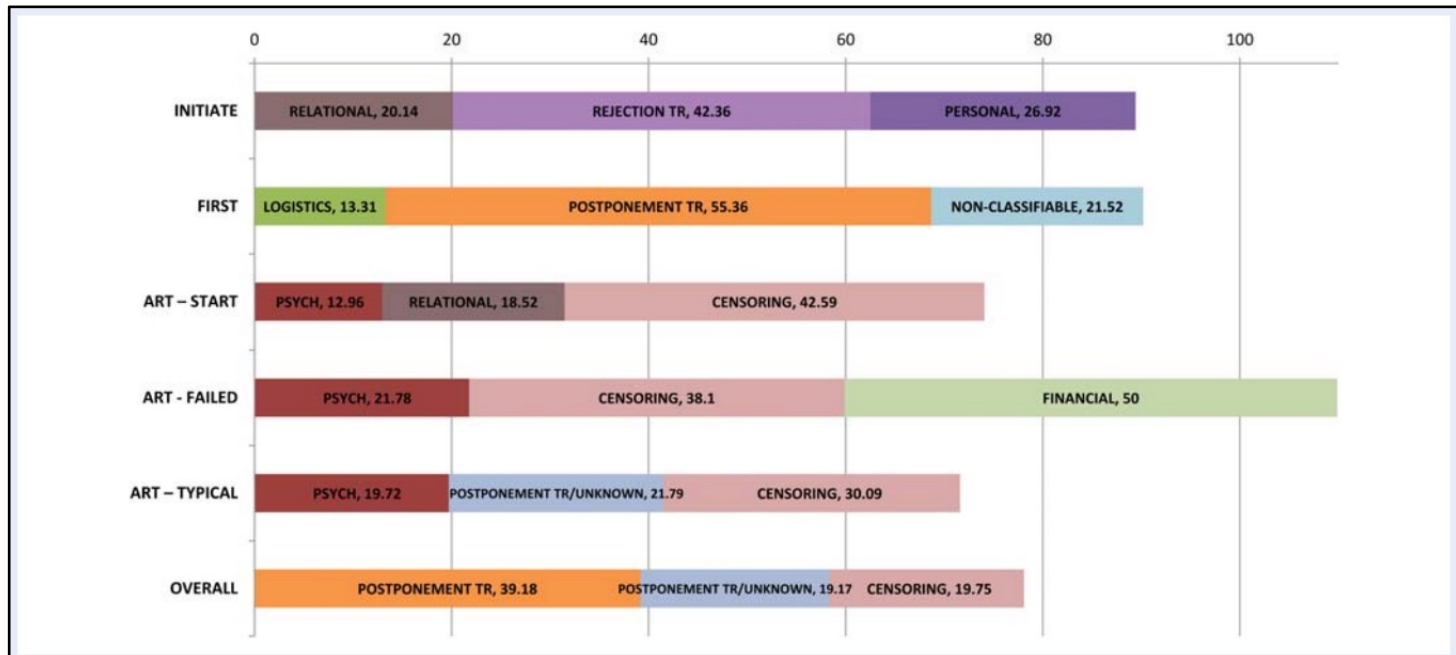 0 20 40 60 80 100
INITIATE RELATIONAL, 20.14 REJECTION TR, 42.36 PERSONAL, 26.92
FIRST LOGISTICS, 13.31 POSTPONEMENT TR, 55.36 NON-CLASSIFIABLE, 21.52
ART – START PSYCH, 12.96 RELATIONAL, 18.52 CENSORING, 42.59
ART - FAILED PSYCH, 21.78 CENSORING, 38.1 FINANCIAL, 50
ART – TYPICAL PSYCH, 19.72 POSTPONEMENT TR/UNKNOWN, 21.79 CENSORING, 30.09
OVERALL POSTPONEMENT TR, 39.18 POSTPONEMENT TR/UNKNOWN, 19.17 CENSORING, 19.75